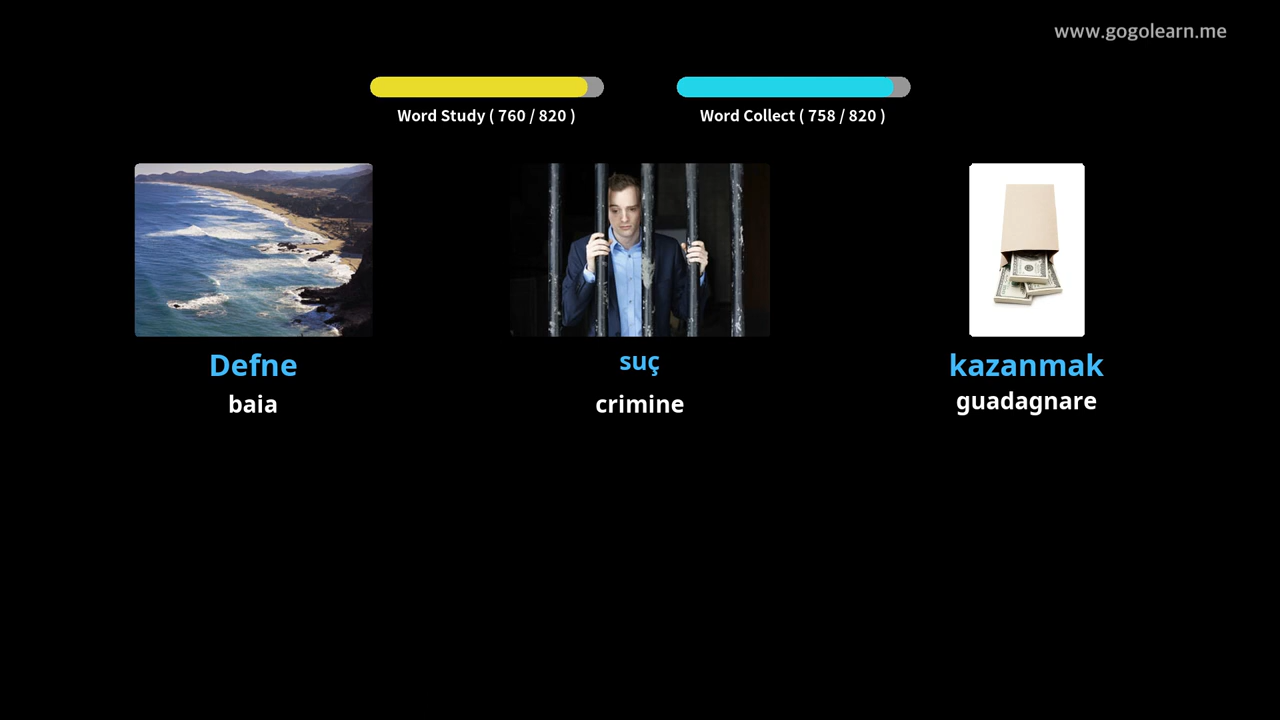 www.gogolearn.me
Word Study ( 760 / 820 )
Word Collect ( 758 / 820 )
Defne
baia
suç
crimine
kazanmak
guadagnare